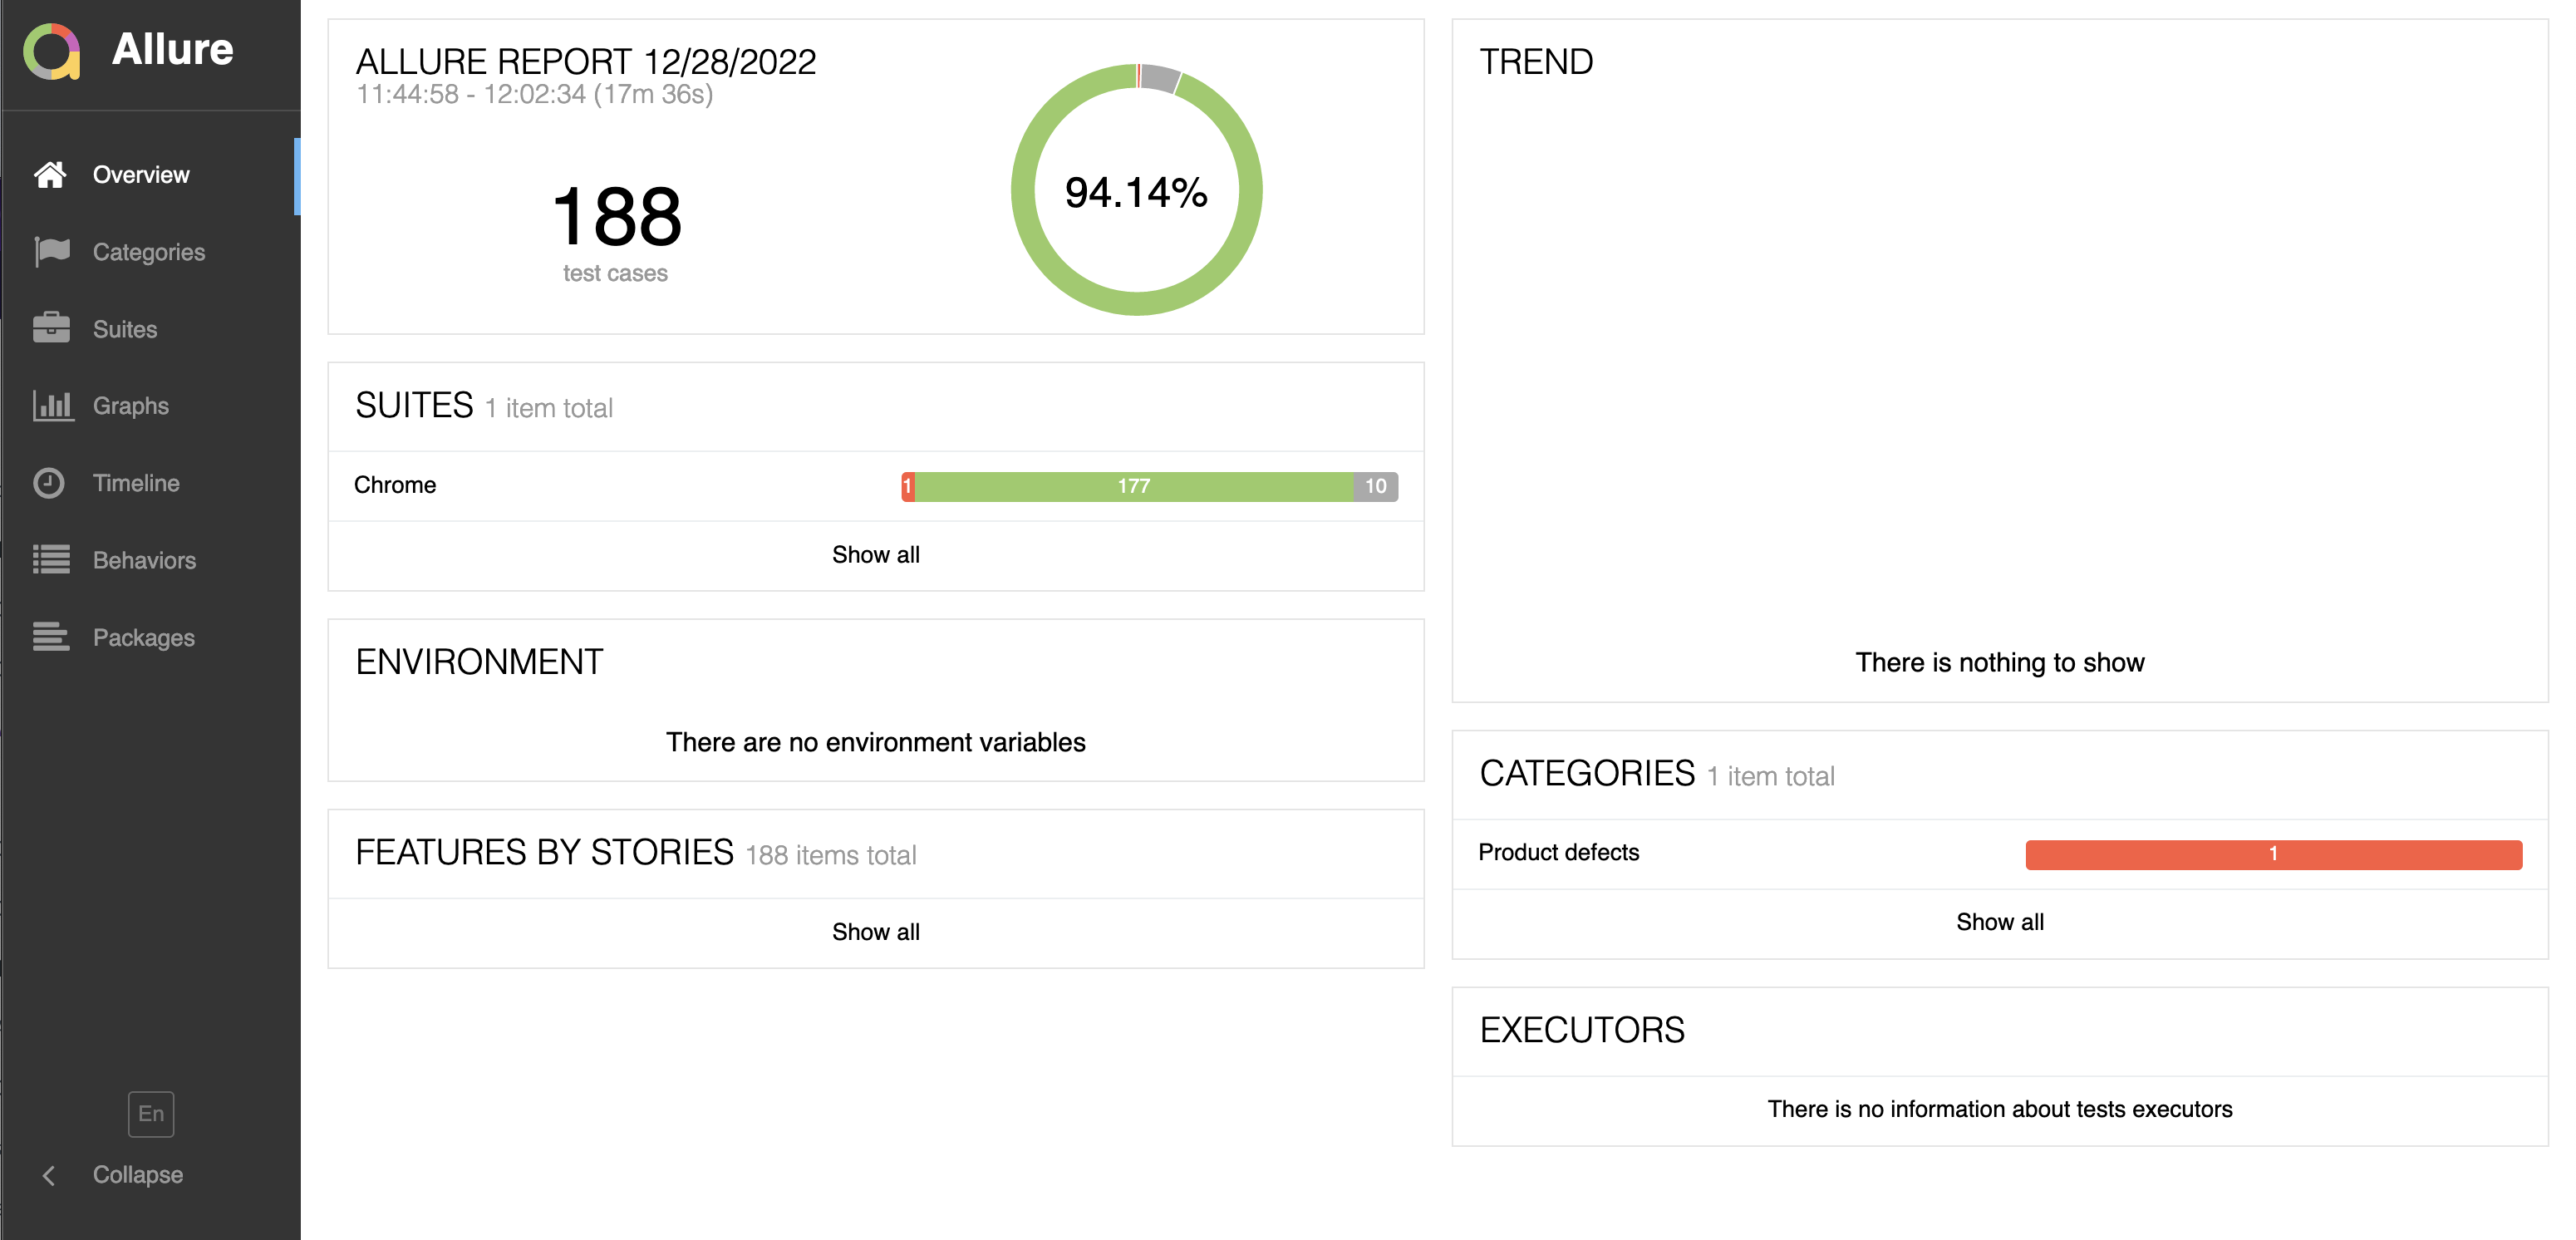 Allure
Overview
Categories
Suites
Graphs
Timeline
Behaviors
Packages
En
Collapse
ALLURE REPORT 12/28/2022
11:44:58 - 12:02:34 (17m 36s)
188
test cases
94.14%
SUITES 1 item total
Chrome 1 177 10
Show all
ENVIRONMENT
There are no environment variables
FEATURES BY STORIES 188 items total
Show all
TREND
There is nothing to show
CATEGORIES 1 item total
Product defects 1
Show all
EXECUTORS
There is no information about tests executors